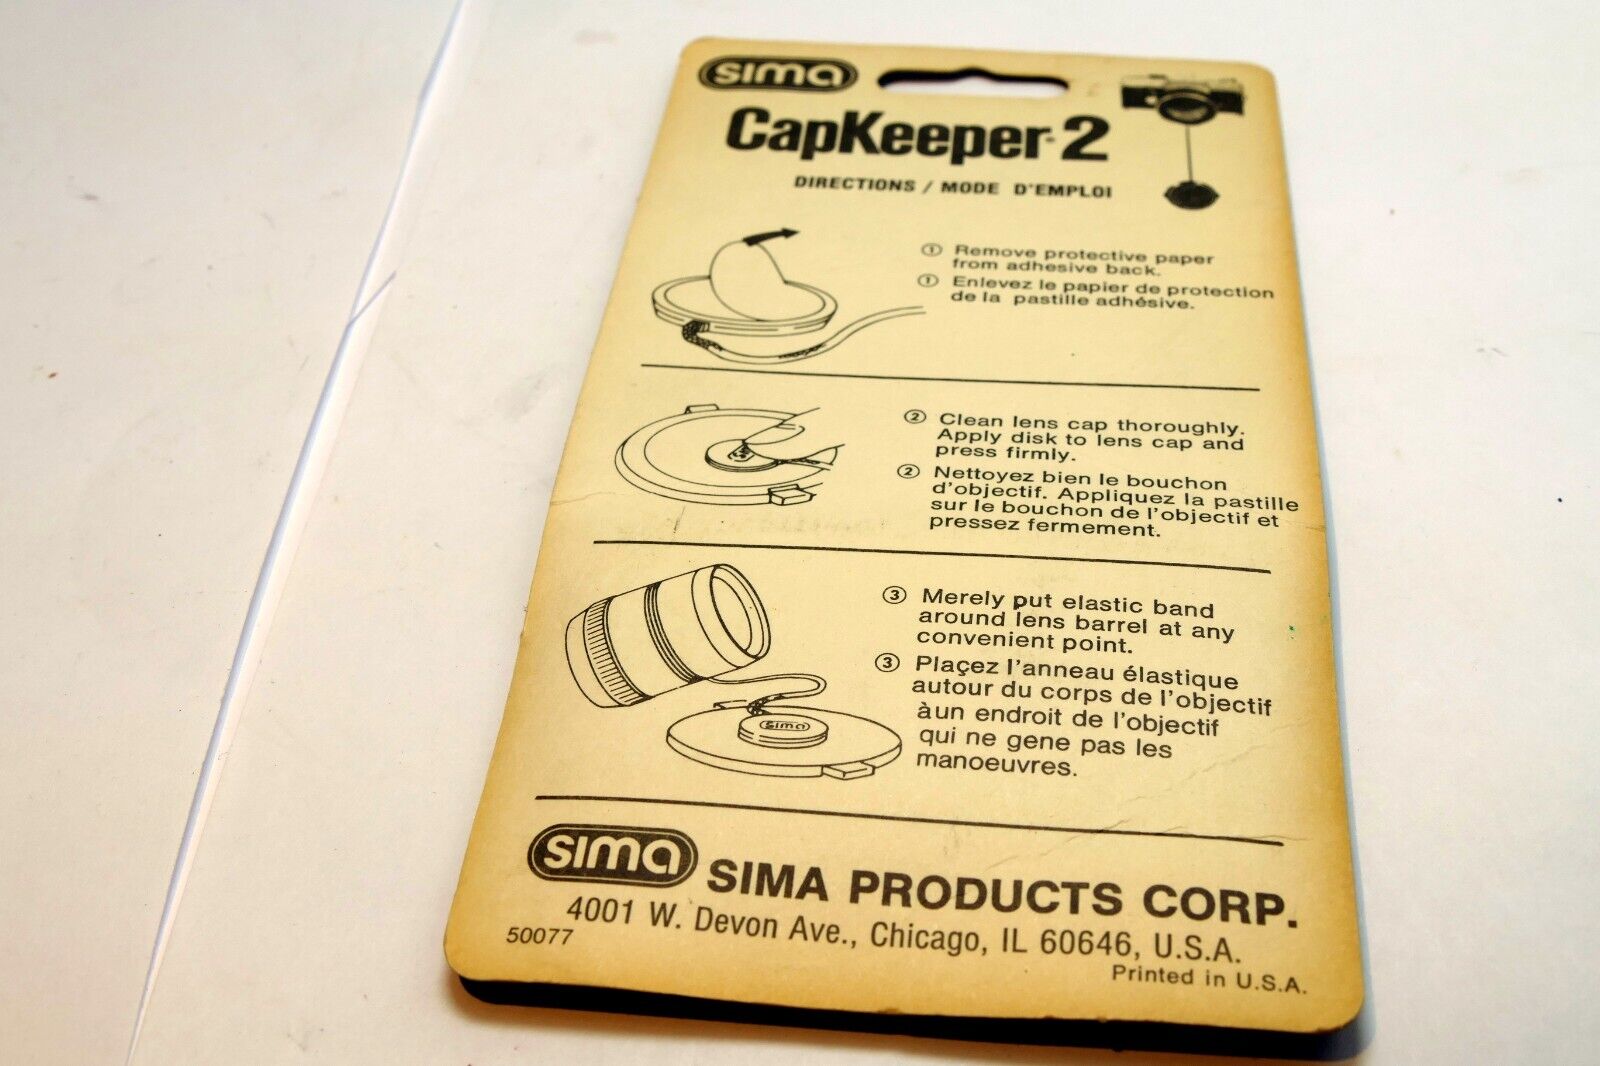 sima
CapKeeper® 2
DIRECTIONS / MODE D'EMPLOI
① Remove protective paper
from adhesive back.
① Enlevez le papier de protection
de la pastille adhésive.
② Clean lens cap thoroughly.
Apply disk to lens cap and
press firmly.
② Nettoyez bien le bouchon
d'objectif. Appliquez la pastille
sur le bouchon de l'objectif et
pressez fermement.
③ Merely put elastic band
around lens barrel at any
convenient point.
③ Plaçez l'anneau élastique
autour du corps de l'objectif
àun endroit de l'objectif
qui ne gene pas les
manoeuvres.
sima
sima SIMA PRODUCTS CORP.
4001 W. Devon Ave., Chicago, IL 60646, U.S.A.
50077
Printed in U.S.A.